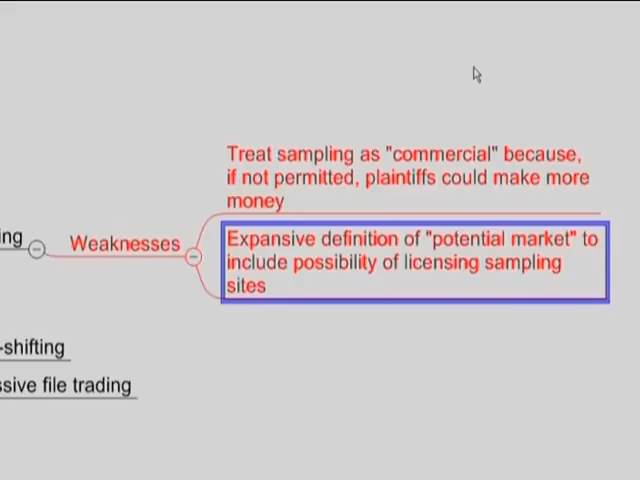 Treat sampling as "commercial" because,
if not permitted, plaintiffs could make more
money
ing
Weaknesses
Expansive definition of "potential market" to
include possibility of licensing sampling
sites
-shifting
ssive file trading